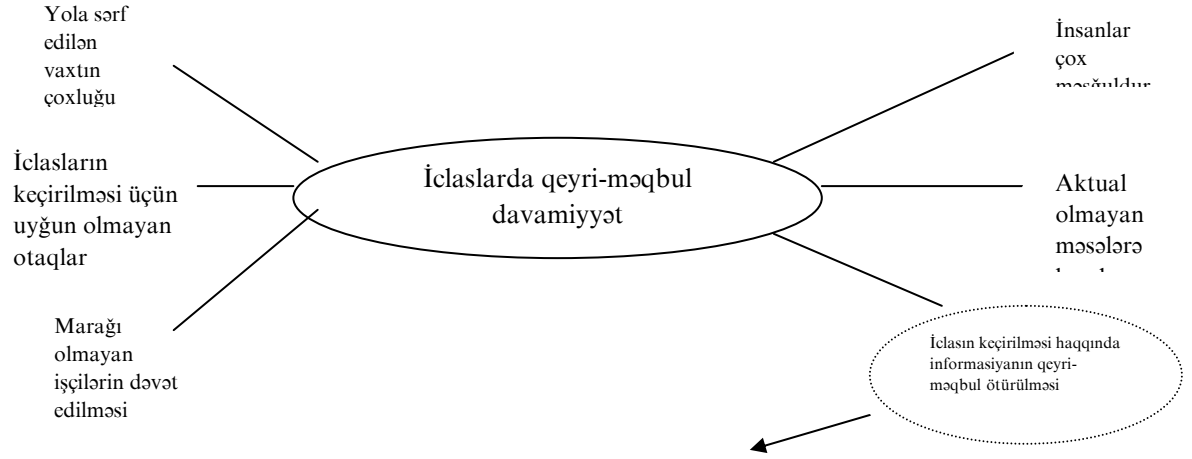 Yola sərf
edilən
vaxtın
çoxluğu
İclasların
keçirilməsi üçün
uyğun olmayan
otaqlar
Marağı
olmayan
işçilərin dəvət
edilməsi
İclaslarda qeyri-məqbul
davamiyyət
İnsanlar
çox
məşğuldur
Aktual
olmayan
məsələrə
İclasın keçirilməsi haqqında
informasiyanın qeyri-
məqbul ötürülməsi